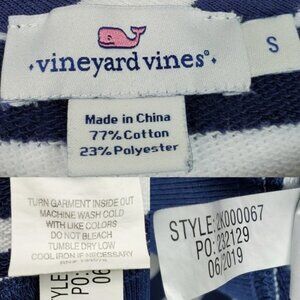 vineyard vines®
S
Made in China
77% Cotton
23% Polyester
TURN GARMENT INSIDE OUT
MACHINE WASH COLD
WITH LIKE COLORS
DO NOT BLEACH
TUMBLE DRY LOW
COOL IRON IF NECESSARY
STYLE: 2K000067
PO: 232129
06/2019